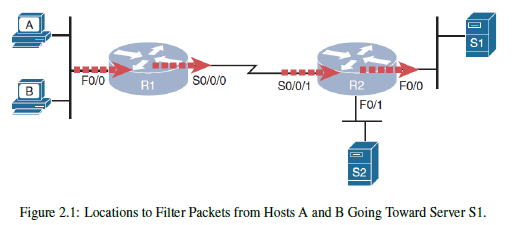 A
B
F0/0
R1
S0/0/0
S0/0/1
R2
F0/0
F0/1
S1
S2
Figure 2.1: Locations to Filter Packets from Hosts A and B Going Toward Server S1.